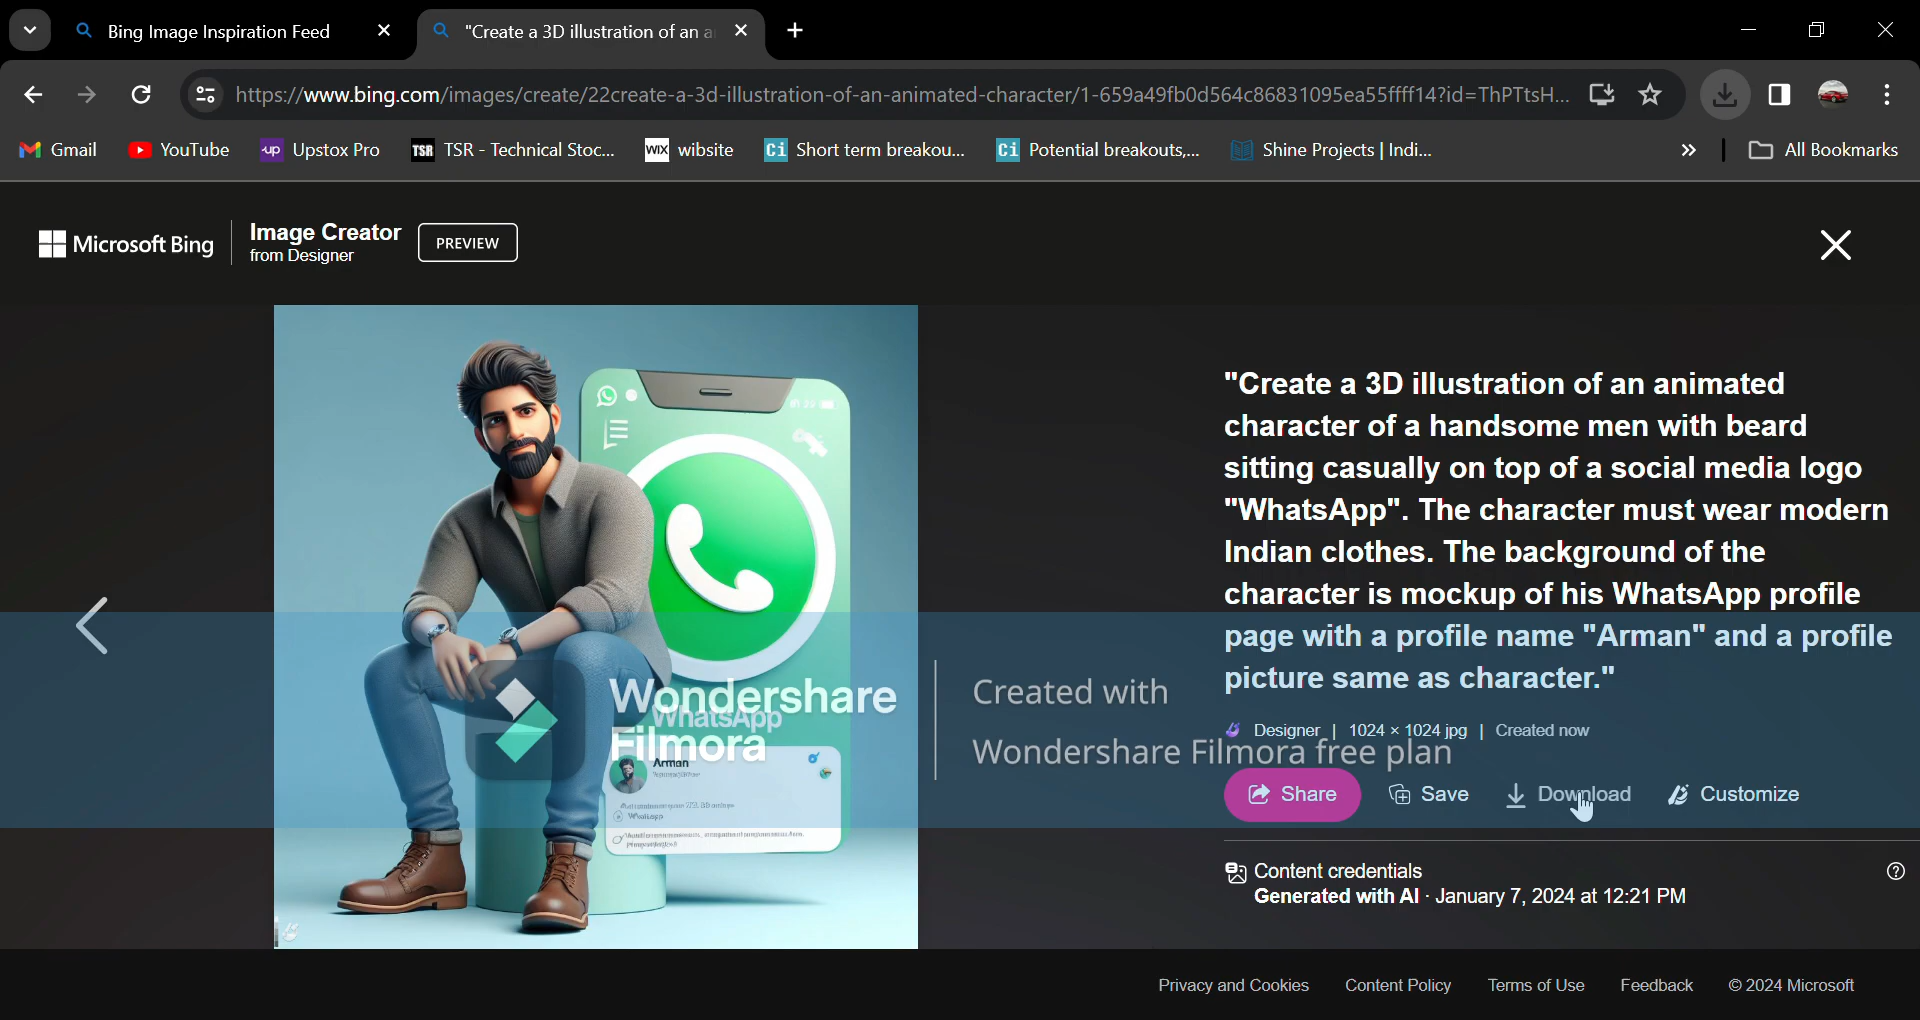 Bing Image Inspiration Feed
"Create a 3D illustration of an a
https://www.bing.com/images/create/22create-a-3d-illustration-of-an-animated-character/1-659a49fb0d564c86831095ea55ffff14?id=ThPTtsH...
Gmail
YouTube
up Upstox Pro
TSR TSR - Technical Stoc...
WIX wibsite
Ci Short term breakou...
Ci Potential breakouts,...
Shine Projects | Indi...
All Bookmarks
Microsoft Bing
Image Creator
from Designer
PREVIEW
"Create a 3D illustration of an animated
character of a handsome men with beard
sitting casually on top of a social media logo
"WhatsApp". The character must wear modern
Indian clothes. The background of the
character is mockup of his WhatsApp profile
page with a profile name "Arman" and a profile
picture same as character."
Wondershare
Filmora
Created with
Wondershare Filmora free plan
WhatsApp
Arman
Designer | 1024 × 1024 jpg | Created now
Share
Save
Download
Customize
Content credentials
Generated with AI · January 7, 2024 at 12:21 PM
Privacy and Cookies
Content Policy
Terms of Use
Feedback
© 2024 Microsoft